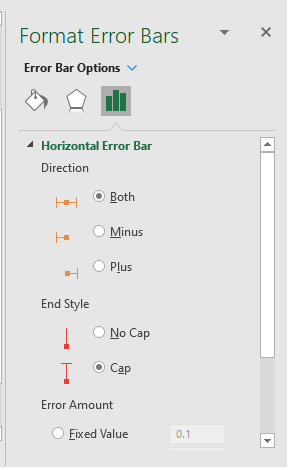 Format Error Bars
Error Bar Options
Horizontal Error Bar
Direction
Both
Minus
Plus
End Style
No Cap
Cap
Error Amount
Fixed Value 0.1